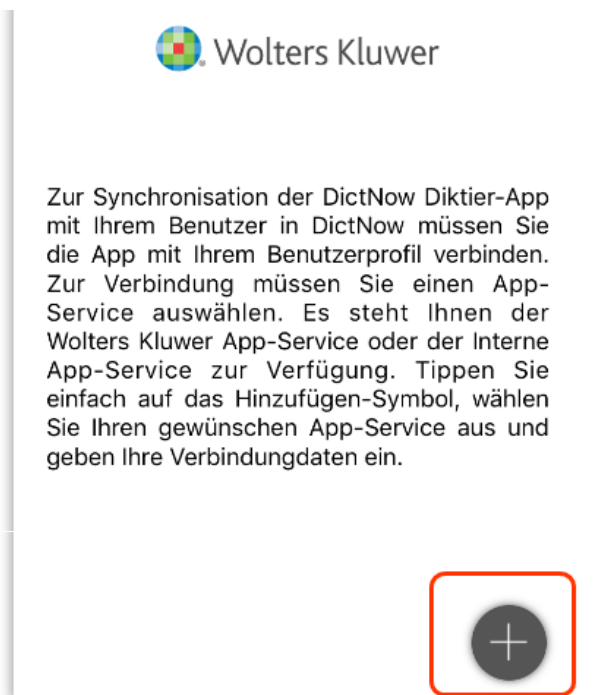 Wolters Kluwer
Zur Synchronisation der DictNow Diktier-App
mit Ihrem Benutzer in DictNow müssen Sie
die App mit Ihrem Benutzerprofil verbinden.
Zur Verbindung müssen Sie einen App-
Service auswählen. Es steht Ihnen der
Wolters Kluwer App-Service oder der Interne
App-Service zur Verfügung. Tippen Sie
einfach auf das Hinzufügen-Symbol, wählen
Sie Ihren gewünschen App-Service aus und
geben Ihre Verbindungdaten ein.